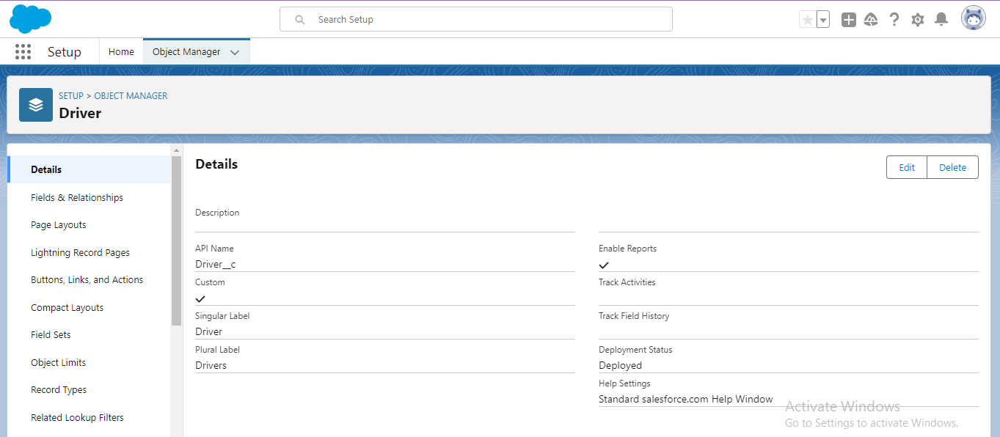 Search Setup
Setup
Home
Object Manager
SETUP > OBJECT MANAGER
Driver
Details
Fields & Relationships
Page Layouts
Lightning Record Pages
Buttons, Links, and Actions
Compact Layouts
Field Sets
Object Limits
Record Types
Related Lookup Filters
Details
Edit
Delete
Description
API Name
Driver__c
Custom
Singular Label
Driver
Plural Label
Drivers
Enable Reports
Track Activities
Track Field History
Deployment Status
Deployed
Help Settings
Standard salesforce.com Help Window
Activate Windows
Go to Settings to activate Windows.